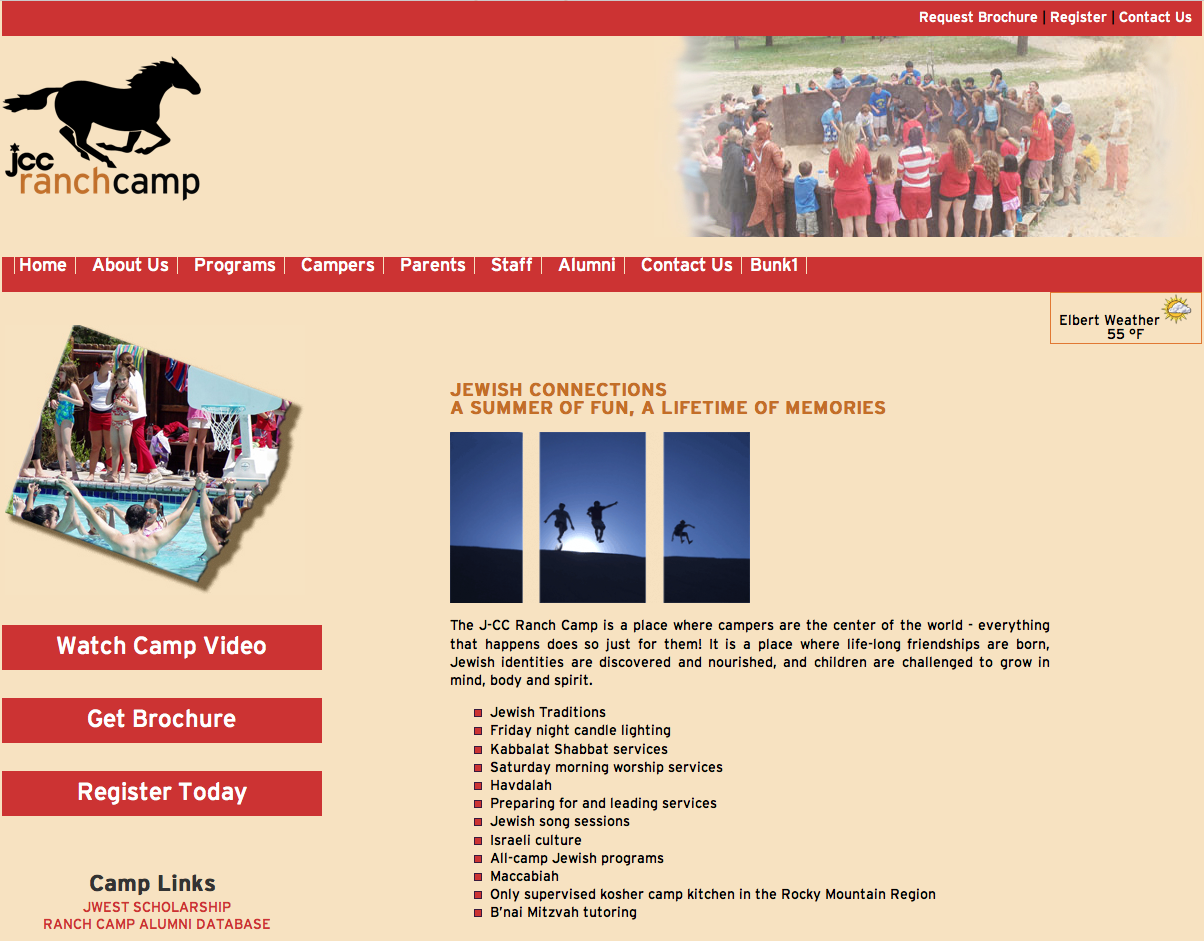 Request Brochure | Register | Contact Us
jcc
ranchcamp
Home | About Us | Programs | Campers | Parents | Staff | Alumni | Contact Us | Bunk1 |
Elbert Weather
55 °F
JEWISH CONNECTIONS
A SUMMER OF FUN, A LIFETIME OF MEMORIES
The J-CC Ranch Camp is a place where campers are the center of the world - everything
that happens does so just for them! It is a place where life-long friendships are born,
Jewish identities are discovered and nourished, and children are challenged to grow in
mind, body and spirit.
Jewish Traditions
Friday night candle lighting
Kabbalat Shabbat services
Saturday morning worship services
Havdalah
Preparing for and leading services
Jewish song sessions
Israeli culture
All-camp Jewish programs
Maccabiah
Only supervised kosher camp kitchen in the Rocky Mountain Region
B'nai Mitzvah tutoring
Watch Camp Video
Get Brochure
Register Today
Camp Links
JWEST SCHOLARSHIP
RANCH CAMP ALUMNI DATABASE